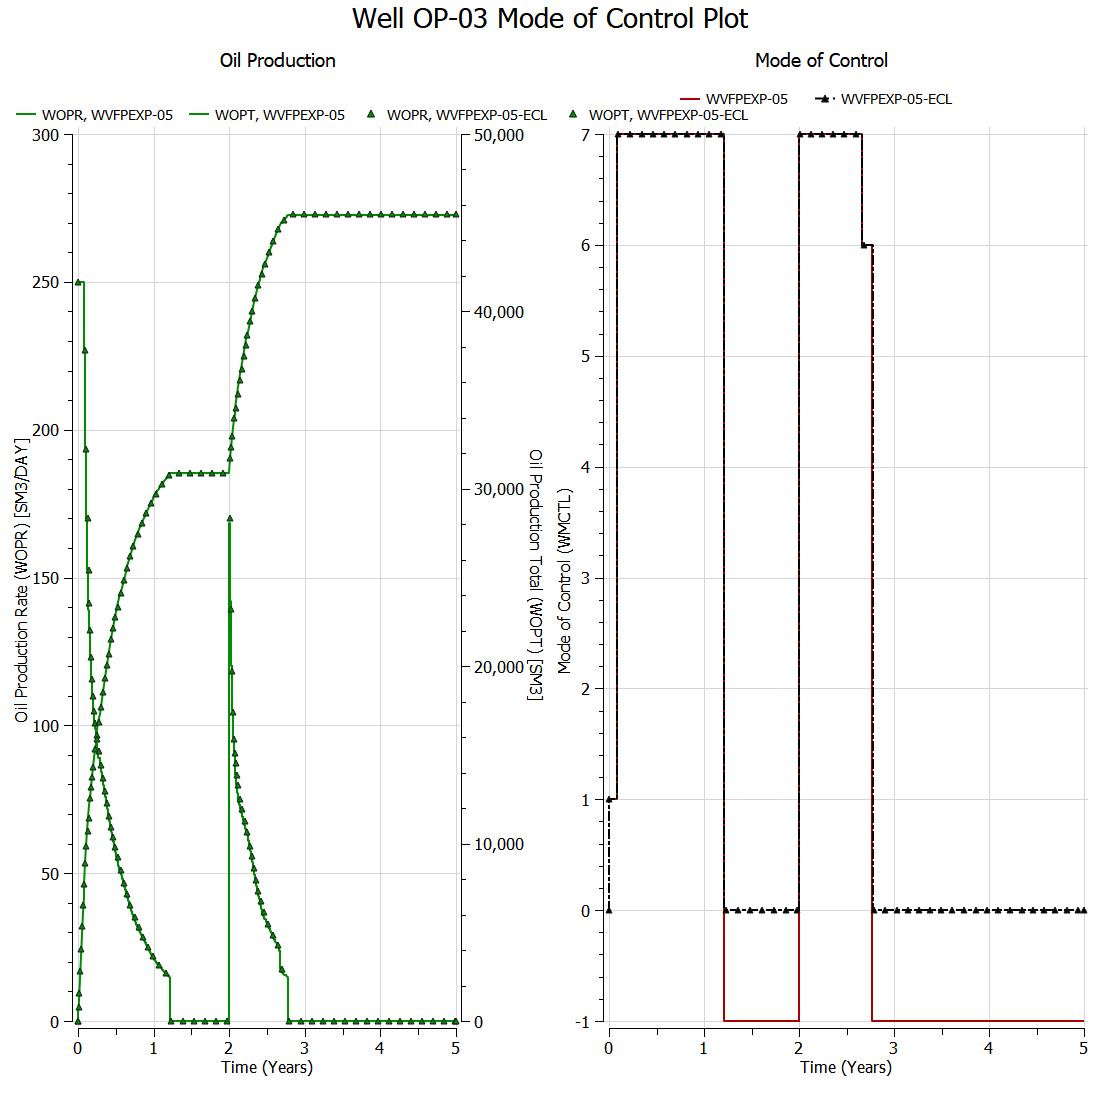 Well OP-03 Mode of Control Plot
Oil Production
WOPR, WVFPEXP-05
WOPT, WVFPEXP-05
WOPR, WVFPEXP-05-ECL
WOPT, WVFPEXP-05-ECL
300
250
200
150
100
50
0
Oil Production Rate (WOPR) [SM3/DAY]
50,000
40,000
30,000
20,000
10,000
0
Oil Production Total (WOPT) [SM3]
0 1 2 3 4 5
Time (Years)
Mode of Control
WVFPEXP-05
WVFPEXP-05-ECL
7
6
5
4
3
2
1
0
-1
Mode of Control (WMCTL)
0 1 2 3 4 5
Time (Years)